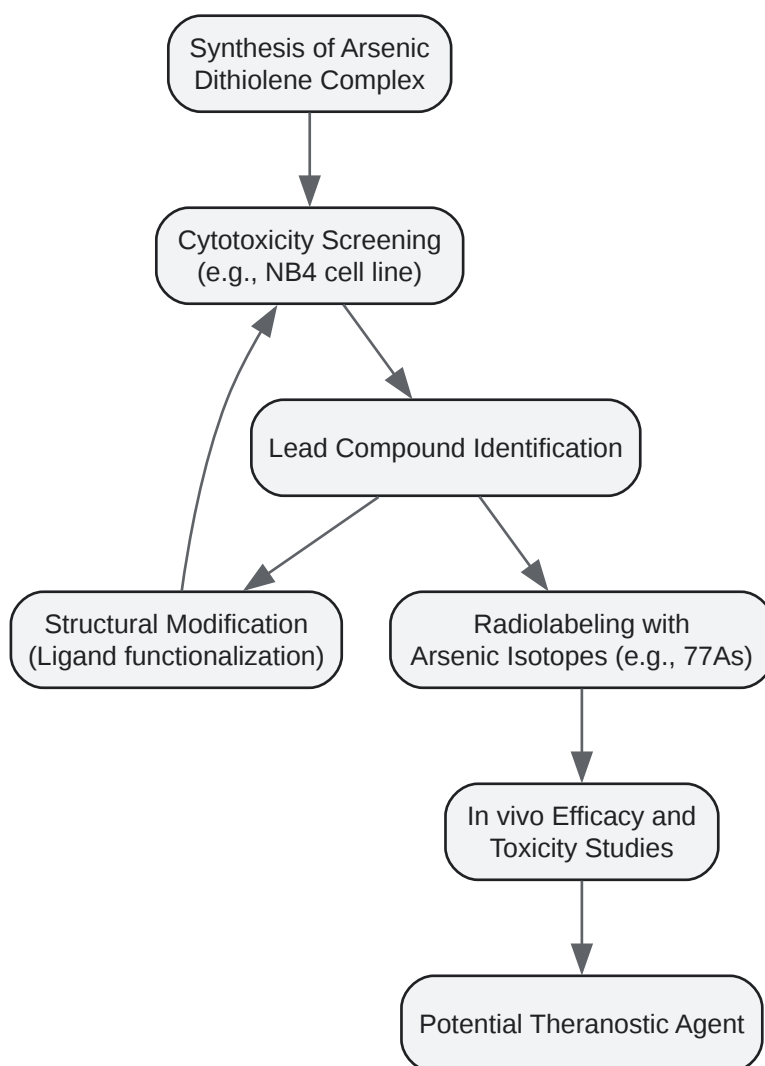 Synthesis of Arsenic
Dithiolene Complex
Cytotoxicity Screening
(e.g., NB4 cell line)
Lead Compound Identification
Structural Modification
(Ligand functionalization)
Radiolabeling with
Arsenic Isotopes (e.g., 77As)
In vivo Efficacy and
Toxicity Studies
Potential Theranostic Agent